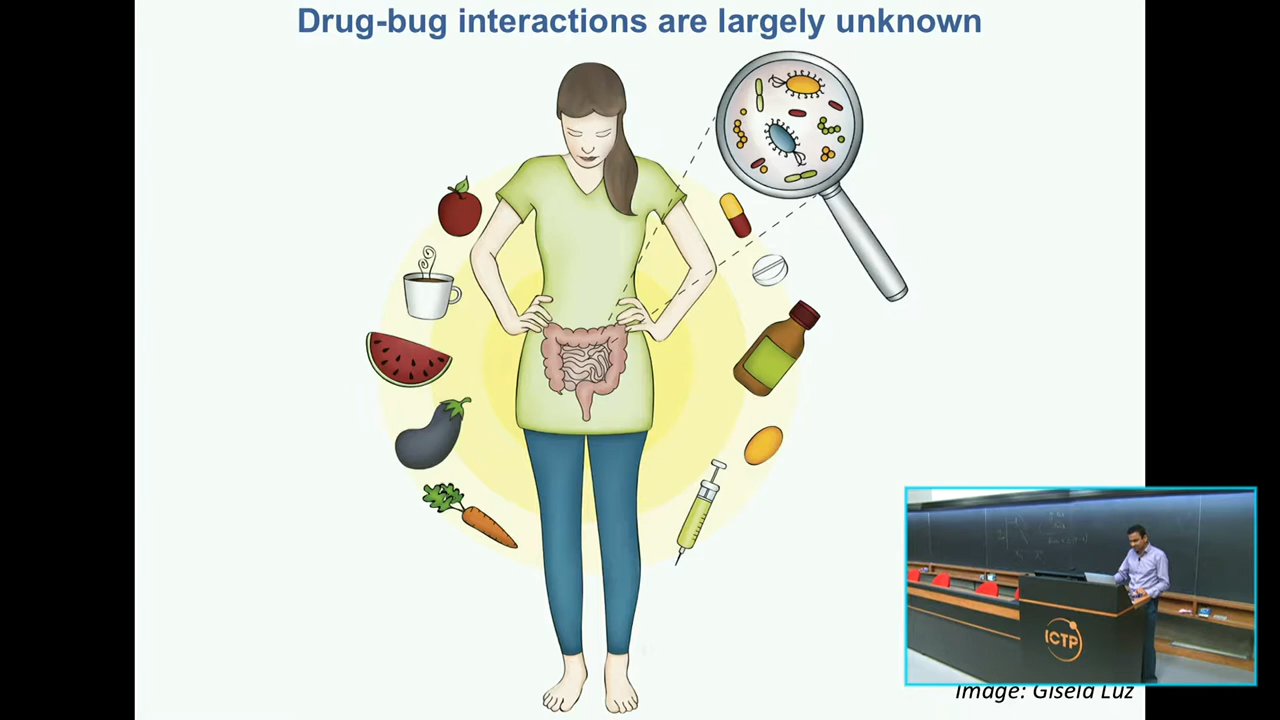 Drug-bug interactions are largely unknown
ICTP
Image: Gisela Luz